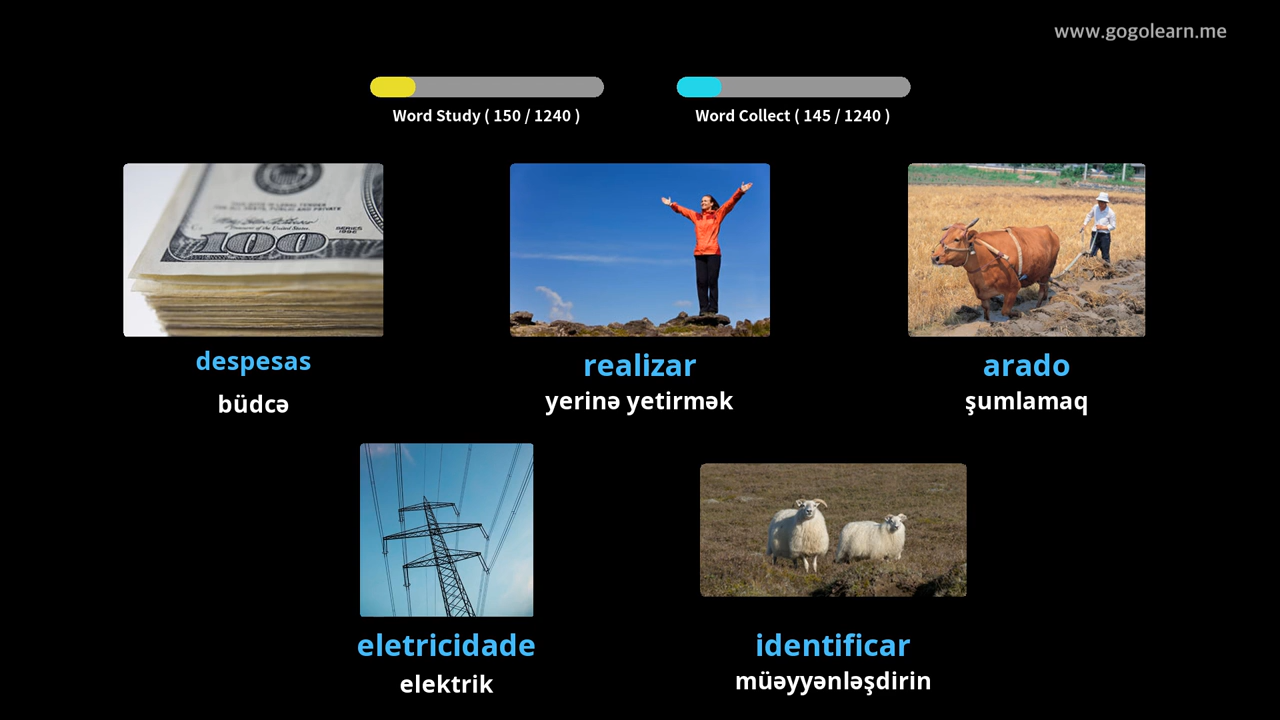 www.gogolearn.me
Word Study ( 150 / 1240 )
Word Collect ( 145 / 1240 )
100
despesas
büdcə
realizar
yerinə yetirmək
arado
şumlamaq
eletricidade
elektrik
identificar
müəyyənləşdirin